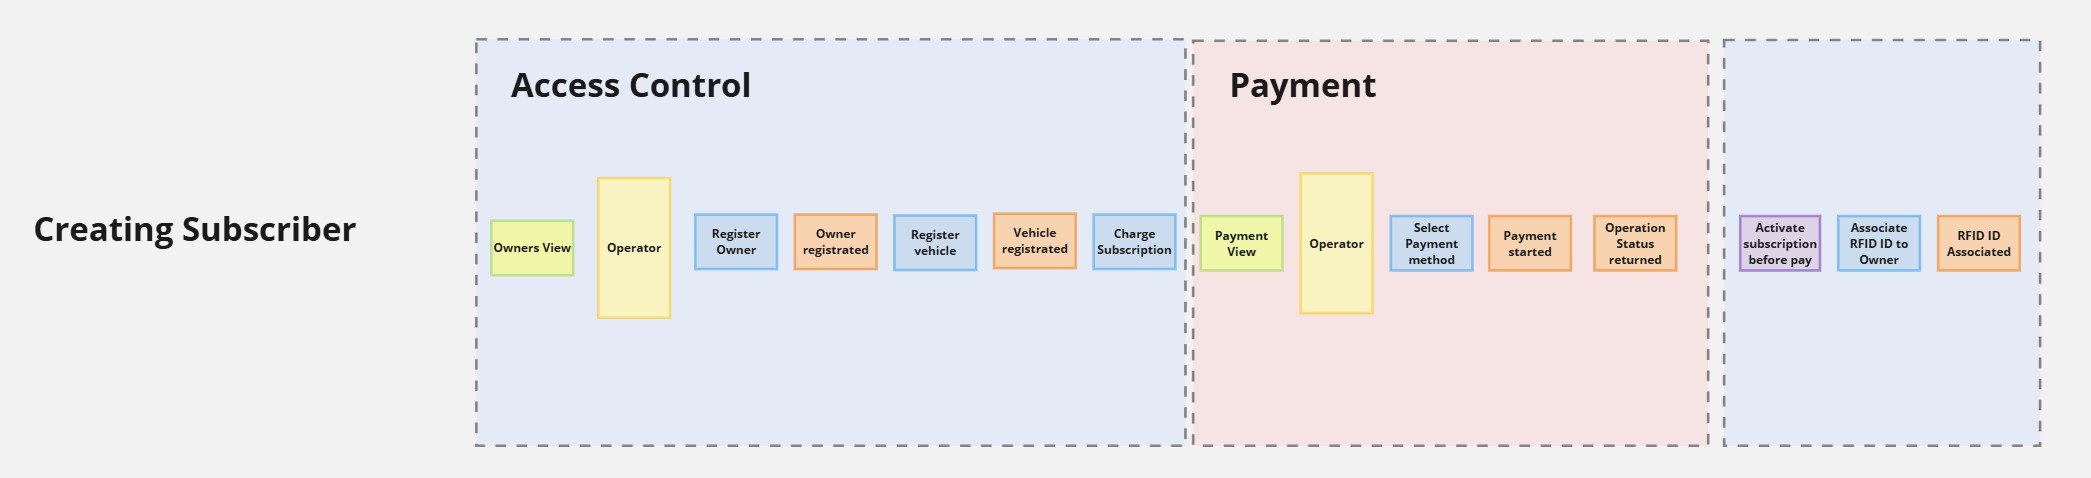 Creating Subscriber
Access Control
Owners View
Operator
Register
Owner
Owner
registrated
Register
vehicle
Vehicle
registrated
Charge
Subscription
Payment
Payment
View
Operator
Select
Payment
method
Payment
started
Operation
Status
returned
Activate
subscription
before pay
Associate
RFID ID to
Owner
RFID ID
Associated